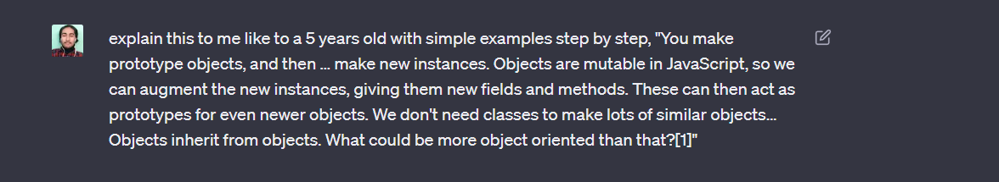 explain this to me like to a 5 years old with simple examples step by step, "You make
prototype objects, and then … make new instances. Objects are mutable in JavaScript, so we
can augment the new instances, giving them new fields and methods. These can then act as
prototypes for even newer objects. We don't need classes to make lots of similar objects…
Objects inherit from objects. What could be more object oriented than that?[1]"